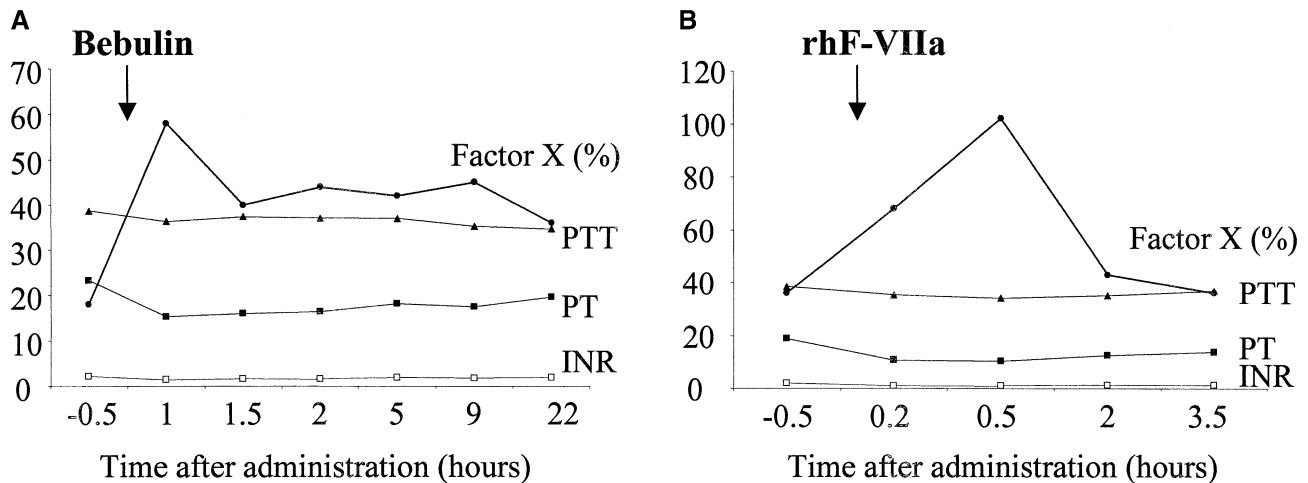 A
Bebulin
70
60
50
40
30
20
10
0
Factor X (%)
PTT
PT
INR
-0.5 1 1.5 2 5 9 22
Time after administration (hours)
B
rhF-VIIa
120
100
80
60
40
20
0
Factor X (%)
PTT
PT
INR
-0.5 0.2 0.5 2 3.5
Time after administration (hours)